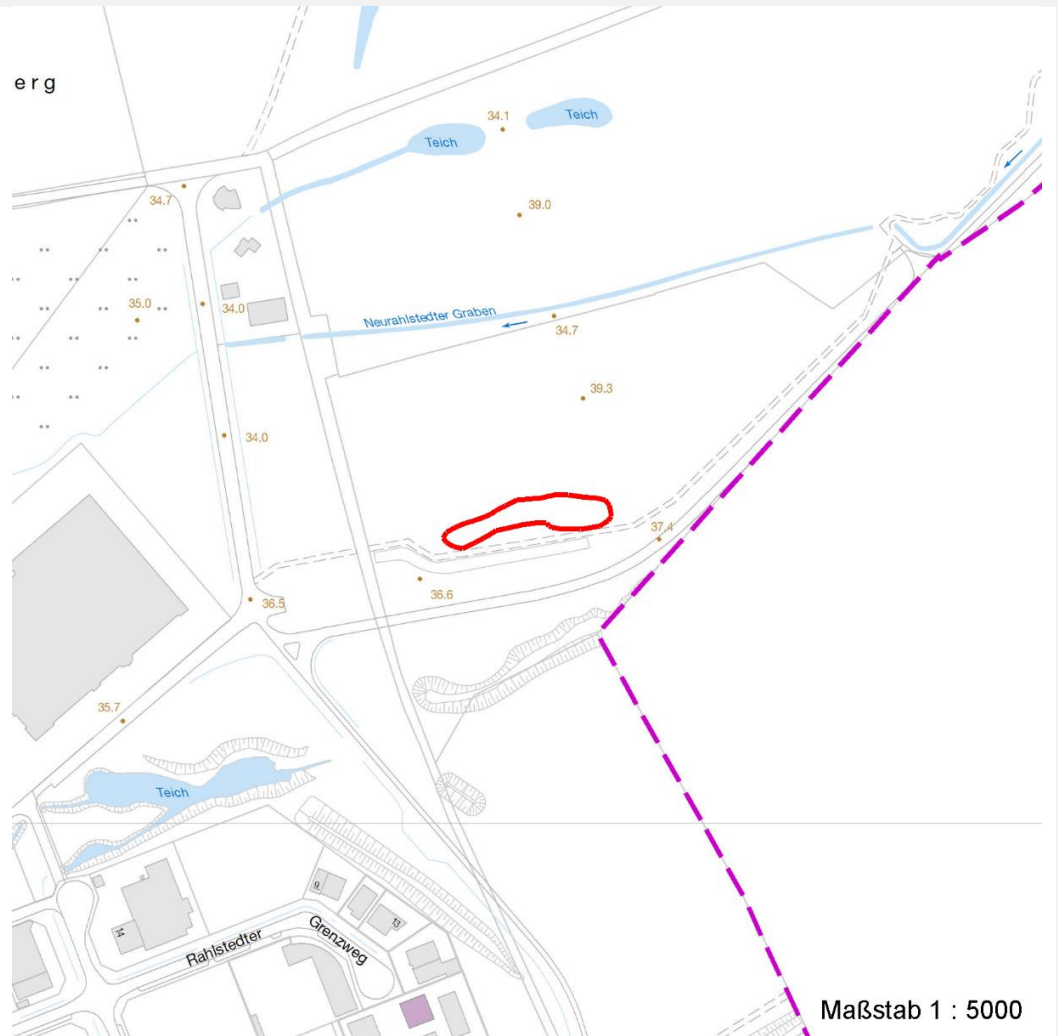 erg
34.1
Teich
Teich
34.7
39.0
35.0
34.0
Neurahlstedter Graben
34.7
39.3
34.0
37.4
36.6
36.5
35.7
Teich
9
13
14
Rahlstedter
Grenzweg
Maßstab 1 : 5000